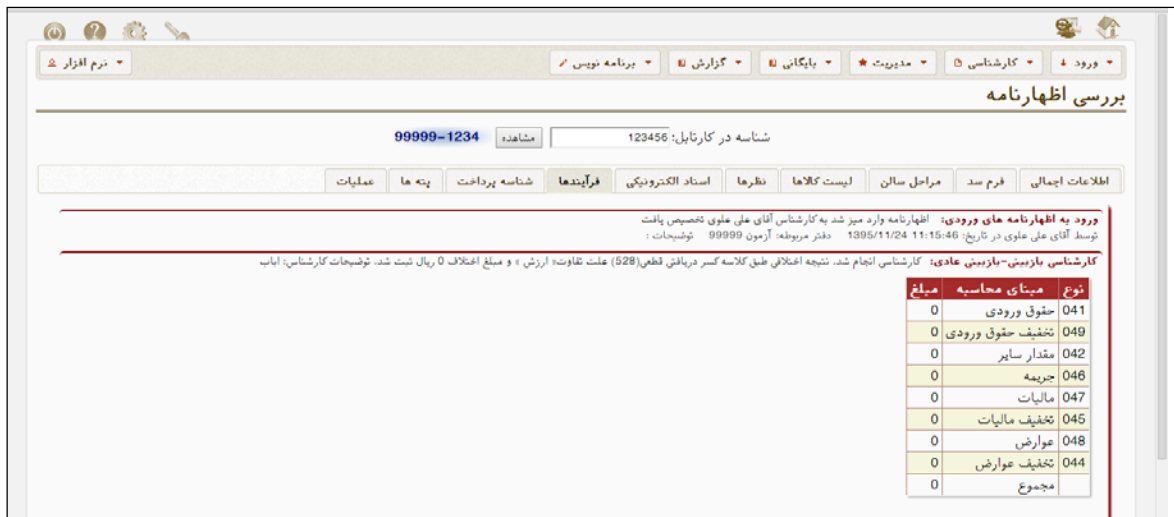 ورود کارشناسی مدیریت بایگانی گزارش برنامه نویس نرم افزار
بررسی اظهارنامه
شناسه در کارتابل: 123456 مشاهده 99999-1234
اطلاعات اجمالی فرم سد مراحل سالن لیست کالاها نظرها اسناد الکترونیکی فرآیندها شناسه پرداخت پته ها عملیات
ورود به اظهارنامه های ورودی: اظهارنامه وارد میز شد به کارشناس آقای علی علوی تخصیص یافت
توسط آقای علی علوی در تاریخ: 1395/11/24 11:15:46 دفتر مربوطه: آزمون 99999 توضیحات :
کارشناسی بازبینی-بازبینی عادی: کارشناسی انجام شد، نتیجه اختلافی طبق کلاسه کسر دریافتی قطعی(528) علت تفاوت« ارزش » و مبلغ اختلاف 0 ریال ثبت شد. توضیحات کارشناس: اباب
نوع مبنای محاسبه مبلغ
041 حقوق ورودی 0
049 تخفیف حقوق ورودی 0
042 مقدار سایر 0
046 جریمه 0
047 مالیات 0
045 تخفیف مالیات 0
048 عوارض 0
044 تخفیف عوارض 0
مجموع 0